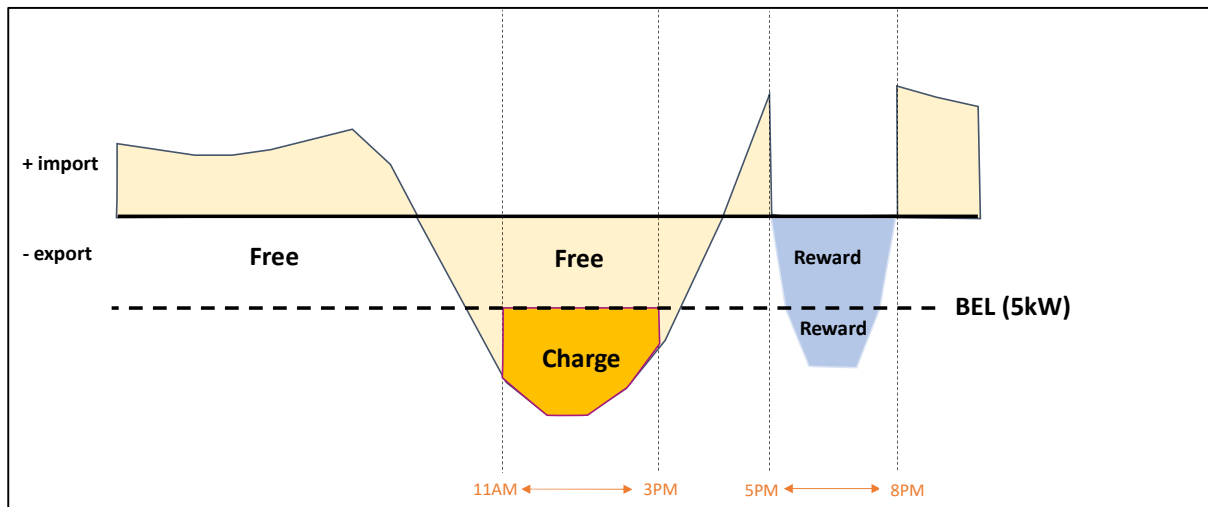 + import
- export
Free
Free
Reward
BEL (5kW)
Reward
Charge
11AM
3PM
5PM
8PM